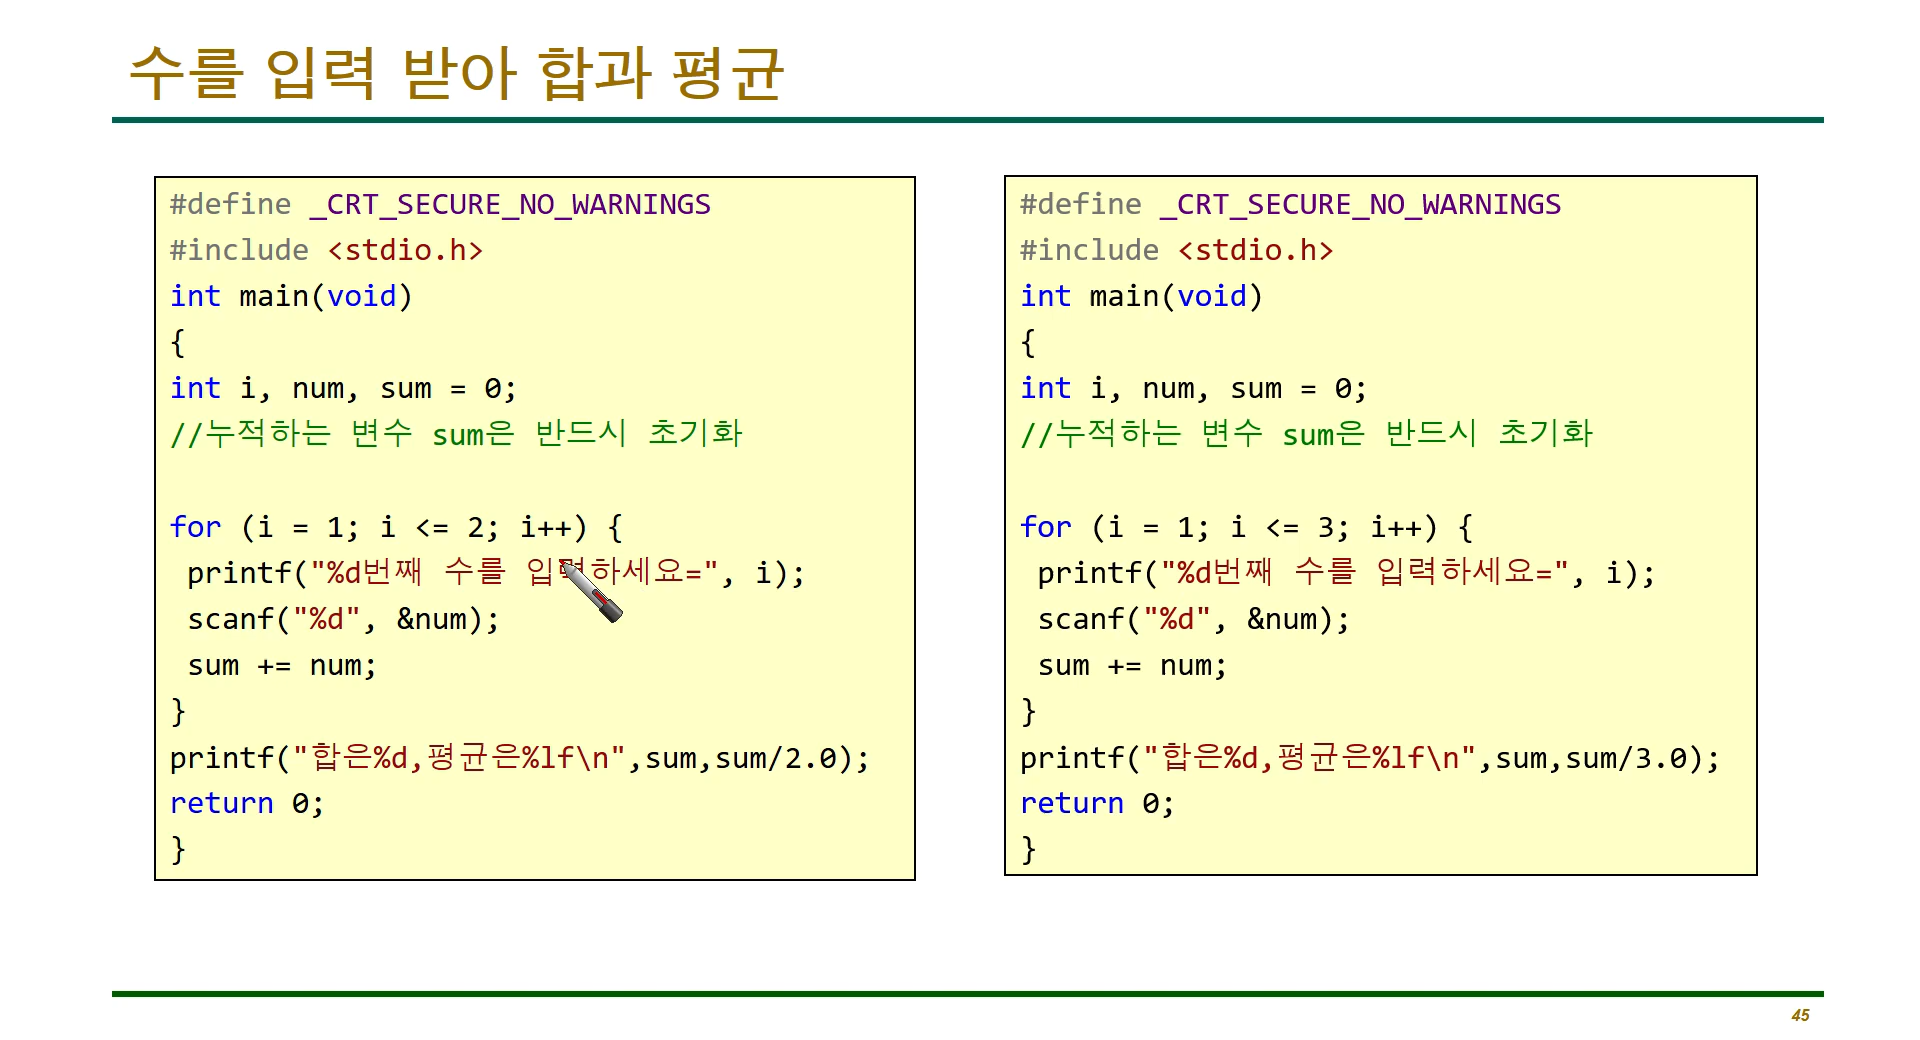 수를 입력 받아 합과 평균
#define _CRT_SECURE_NO_WARNINGS
#include <stdio.h>
int main(void)
{
int i, num, sum = 0;
//누적하는 변수 sum은 반드시 초기화
for (i = 1; i <= 2; i++) {
 printf("%d번째 수를 입력하세요=", i);
 scanf("%d", &num);
 sum += num;
}
printf("합은%d,평균은%lf\n",sum,sum/2.0);
return 0;
}
#define _CRT_SECURE_NO_WARNINGS
#include <stdio.h>
int main(void)
{
int i, num, sum = 0;
//누적하는 변수 sum은 반드시 초기화
for (i = 1; i <= 3; i++) {
 printf("%d번째 수를 입력하세요=", i);
 scanf("%d", &num);
 sum += num;
}
printf("합은%d,평균은%lf\n",sum,sum/3.0);
return 0;
}
45